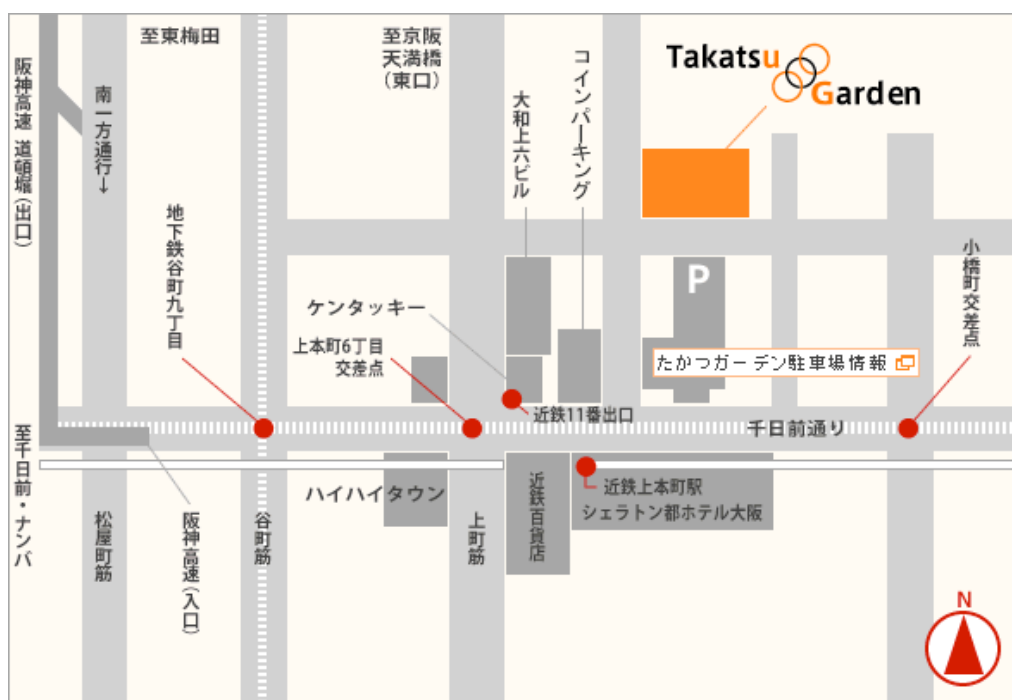 至東梅田
至京阪
天満橋
(東口)
コインパーキング
Takatsu
Garden
阪神高速 道頓堀(出口)
南一方通行→
大和上六ビル
地下鉄谷町九丁目
小橋町交差点
P
ケンタッキー
上本町6丁目
交差点
たかつガーデン駐車場情報
近鉄11番出口
千日前通り
至千日前・ナンバ
ハイハイタウン
近鉄百貨店
近鉄上本町駅
シェラトン都ホテル大阪
松屋町筋
阪神高速(入口)
谷町筋
上町筋
N